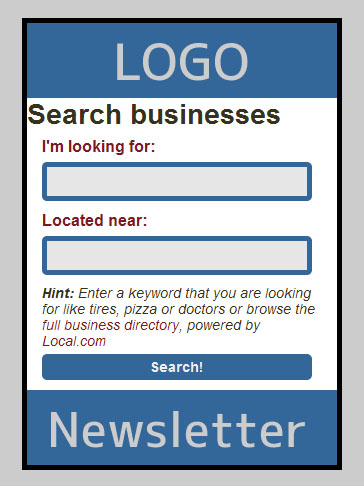 LOGO
Search businesses
I'm looking for:
Located near:
Hint: Enter a keyword that you are looking
for like tires, pizza or doctors or browse the
full business directory, powered by
Local.com
Search!
Newsletter